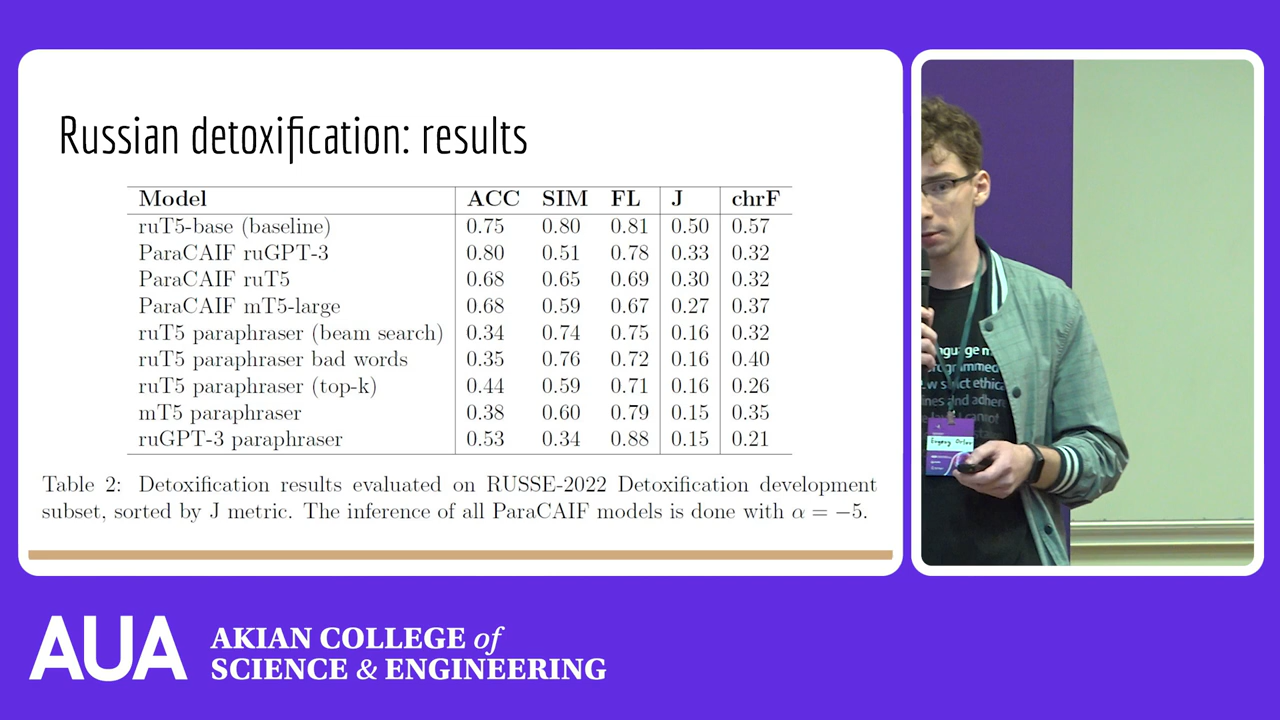 Russian detoxification: results
Model ACC SIM FL J chrF
ruT5-base (baseline) 0.75 0.80 0.81 0.50 0.57
ParaCAIF ruGPT-3 0.80 0.51 0.78 0.33 0.32
ParaCAIF ruT5 0.68 0.65 0.69 0.30 0.32
ParaCAIF mT5-large 0.68 0.59 0.67 0.27 0.37
ruT5 paraphraser (beam search) 0.34 0.74 0.75 0.16 0.32
ruT5 paraphraser bad words 0.35 0.76 0.72 0.16 0.40
ruT5 paraphraser (top-k) 0.44 0.59 0.71 0.16 0.26
mT5 paraphraser 0.38 0.60 0.79 0.15 0.35
ruGPT-3 paraphraser 0.53 0.34 0.88 0.15 0.21
Table 2: Detoxification results evaluated on RUSSE-2022 Detoxification development
subset, sorted by J metric. The inference of all ParaCAIF models is done with α = −5.
AUA
AKIAN COLLEGE of
SCIENCE & ENGINEERING